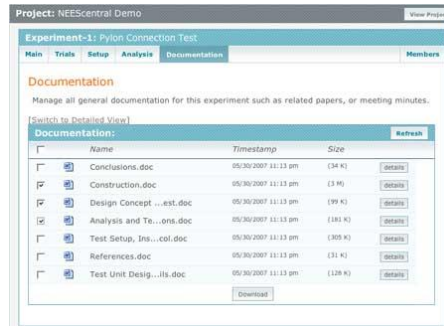 Project: NEEScentral Demo View Proje
Experiment-1: Pylon Connection Test
Main Trials Setup Analysis Documentation Members
Documentation
Manage all general documentation for this experiment such as related papers, or meeting minutes.
[Switch to Detailed View]
Documentation: Refresh
Name Timestamp Size
Conclusions.doc 05/30/2007 11:13 pm (34 K) details
Construction.doc 05/30/2007 11:13 pm (3 M) details
Design Concept ...est.doc 05/30/2007 11:13 pm (99 K) details
Analysis and Te...ons.doc 05/30/2007 11:13 pm (181 K) details
Test Setup, Ins...col.doc 05/30/2007 11:13 pm (305 K) details
References.doc 05/30/2007 11:13 pm (31 K) details
Test Unit Desig...ils.doc 05/30/2007 11:13 pm (128 K) details
Download